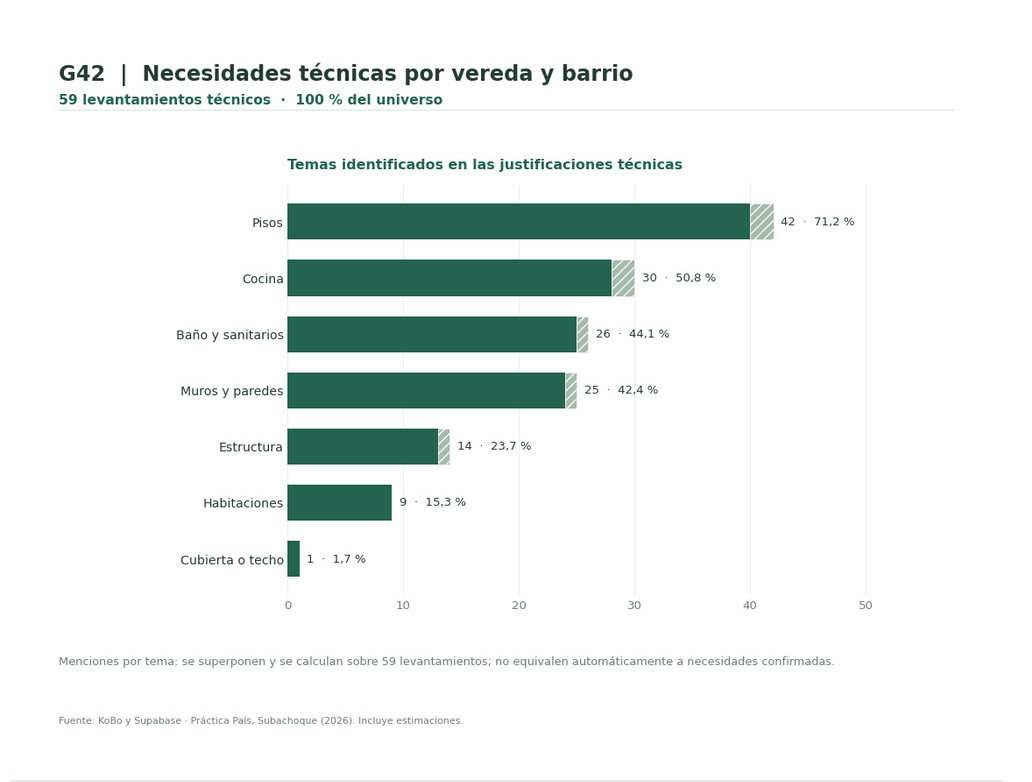 G42 | Necesidades técnicas por vereda y barrio
59 levantamientos técnicos · 100 % del universo
Temas identificados en las justificaciones técnicas
Pisos 42 · 71,2 %
Cocina 30 · 50,8 %
Baño y sanitarios 26 · 44,1 %
Muros y paredes 25 · 42,4 %
Estructura 14 · 23,7 %
Habitaciones 9 · 15,3 %
Cubierta o techo 1 · 1,7 %
0 10 20 30 40 50
Menciones por tema: se superponen y se calculan sobre 59 levantamientos; no equivalen automáticamente a necesidades confirmadas.
Fuente: KoBo y Supabase · Práctica País, Subachoque (2026). Incluye estimaciones.